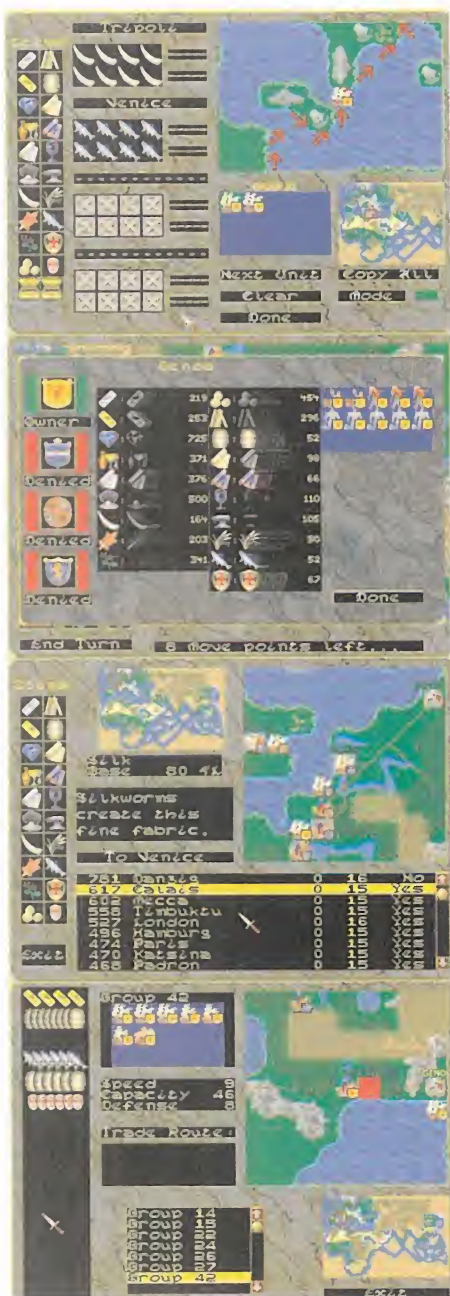 Tripoli
Venice
Next Unit
Copy All
Clear
Mode
Done
Genoa
Owner
Denied
Denied
Denied
219 454
253 296
725 52
371 98
376 66
500 110
164 105
203 50
341 52
67
Done
End Turn
8 move points left...
Silk
Base 80
Silkworms
create this
fine fabric.
To Venice
781 Danzig 0 16 No
617 Calais 0 15 Yes
602 Mecca 0 15 Yes
558 Timbuktu 0 15 Yes
557 London 0 16 Yes
496 Hamburg 0 15 Yes
474 Paris 0 15 Yes
470 Katsina 0 15 Yes
468 Padron 0 15 Yes
Exit
Group 42
Speed 9
Capacity 46
Defense 8
Trade Route:
Group 14
Group 15
Group 22
Group 24
Group 26
Group 27
Group 42
Exit